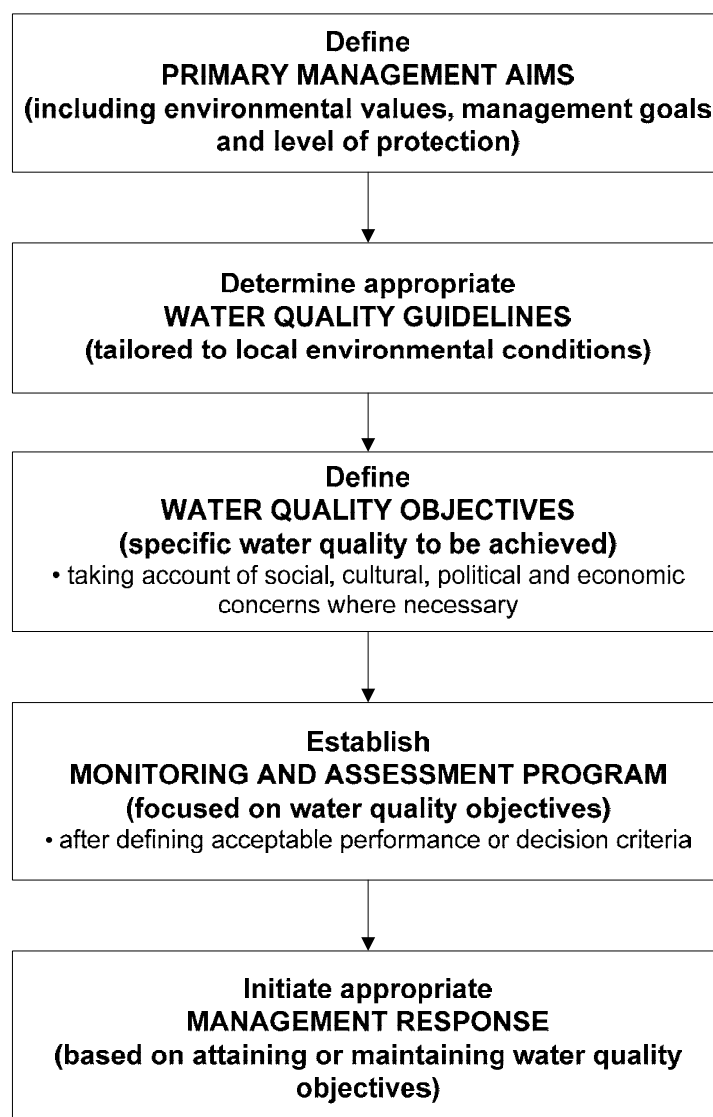 Define
PRIMARY MANAGEMENT AIMS
(including environmental values, management goals
and level of protection)
Determine appropriate
WATER QUALITY GUIDELINES
(tailored to local environmental conditions)
Define
WATER QUALITY OBJECTIVES
(specific water quality to be achieved)
• taking account of social, cultural, political and economic
concerns where necessary
Establish
MONITORING AND ASSESSMENT PROGRAM
(focused on water quality objectives)
• after defining acceptable performance or decision criteria
Initiate appropriate
MANAGEMENT RESPONSE
(based on attaining or maintaining water quality
objectives)